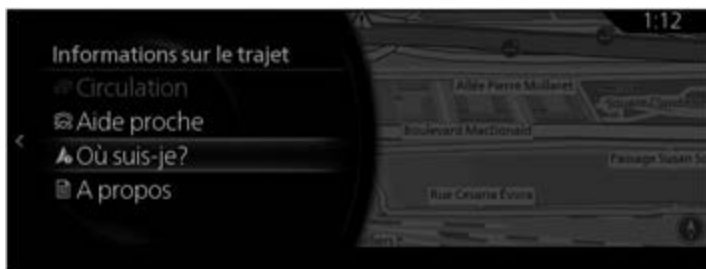 1:12
Informations sur le trajet
Circulation
Aide proche
Où suis-je?
A propos
Allée Pierre Mollaret
Boulevard MacDonald
Passage Susan
Rue Cesaria Evora